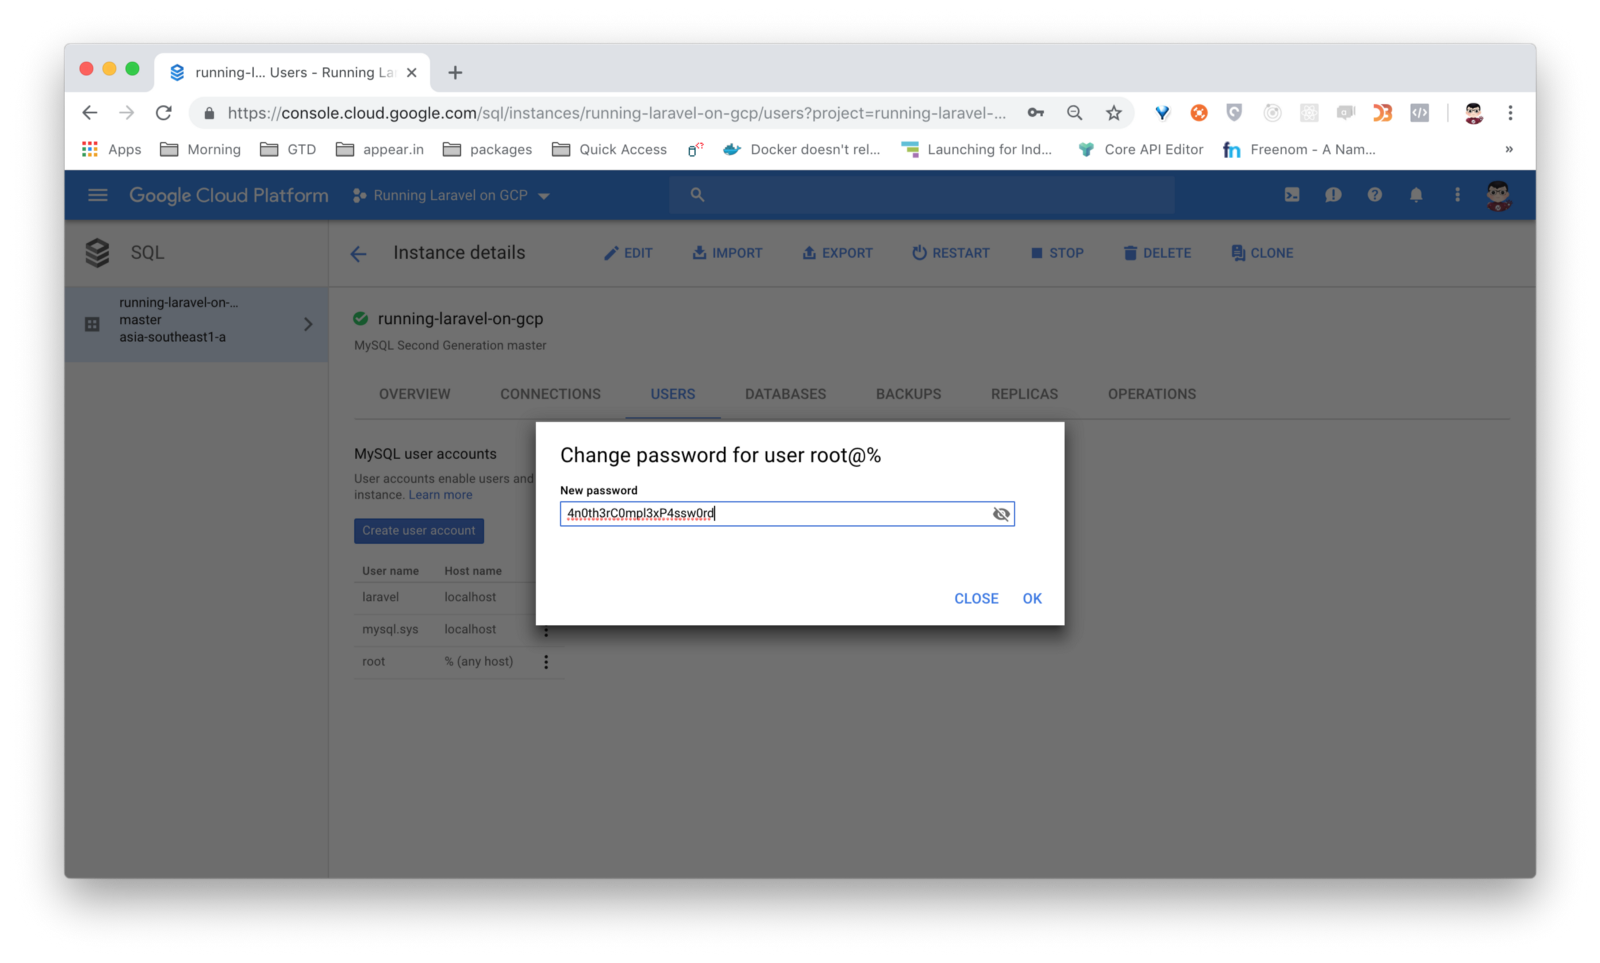 running-l... Users - Running La
https://console.cloud.google.com/sql/instances/running-laravel-on-gcp/users?project=running-laravel-...
Apps Morning GTD appear.in packages Quick Access Docker doesn't rel... Launching for Ind... Core API Editor fn Freenom - A Nam... »
Google Cloud Platform Running Laravel on GCP
SQL Instance details EDIT IMPORT EXPORT RESTART STOP DELETE CLONE
running-laravel-on-...
master
asia-southeast1-a
running-laravel-on-gcp
MySQL Second Generation master
OVERVIEW CONNECTIONS USERS DATABASES BACKUPS REPLICAS OPERATIONS
MySQL user accounts
User accounts enable users and
instance. Learn more
Create user account
User name Host name
laravel localhost
mysql.sys localhost
root % (any host)
Change password for user root@%
New password
4n0th3rC0mpl3xP4ssw0rd
CLOSE OK